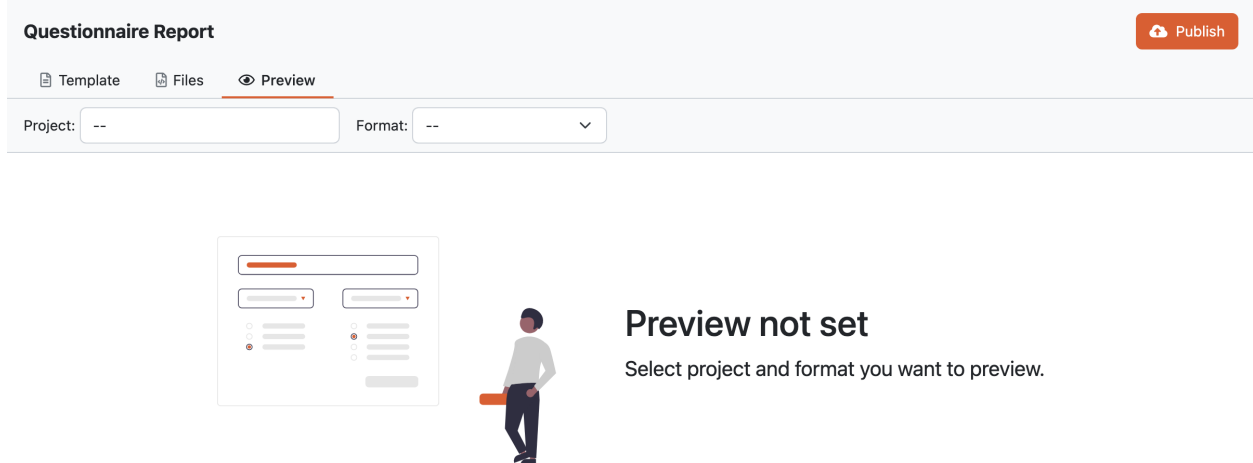 Questionnaire Report
Publish
Template Files Preview
Project: -- Format: --
Preview not set
Select project and format you want to preview.